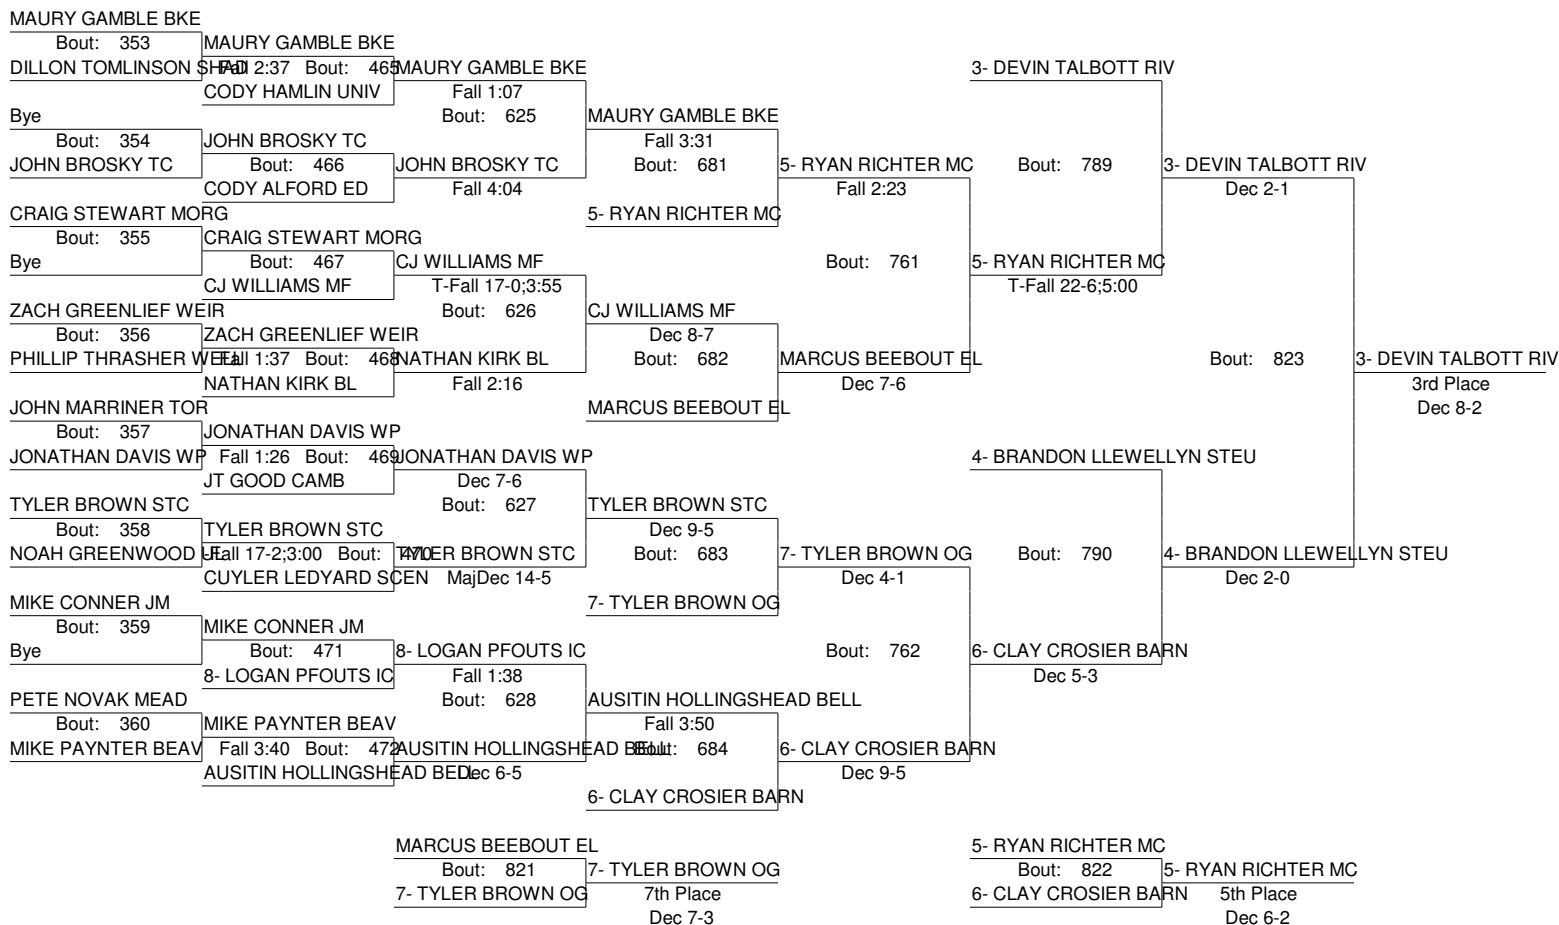 MAURY GAMBLE BKE
Bout: 353 MAURY GAMBLE BKE
DILLON TOMLINSON SHAD Fall 2:37 Bout: 465 MAURY GAMBLE BKE 3- DEVIN TALBOTT RIV
CODY HAMLIN UNIV Fall 1:07
Bye Bout: 625 MAURY GAMBLE BKE
Bout: 354 JOHN BROSKY TC Fall 3:31
JOHN BROSKY TC Bout: 466 JOHN BROSKY TC Bout: 681 5- RYAN RICHTER MC Bout: 789 3- DEVIN TALBOTT RIV
CODY ALFORD ED Fall 4:04 Fall 2:23 Dec 2-1
CRAIG STEWART MORG 5- RYAN RICHTER MC
Bout: 355 CRAIG STEWART MORG
Bye Bout: 467 CJ WILLIAMS MF Bout: 761 5- RYAN RICHTER MC
CJ WILLIAMS MF T-Fall 17-0;3:55 T-Fall 22-6;5:00
ZACH GREENLIEF WEIR Bout: 626 CJ WILLIAMS MF
Bout: 356 ZACH GREENLIEF WEIR Dec 8-7
PHILLIP THRASHER WELL Fall 1:37 Bout: 468 NATHAN KIRK BL Bout: 682 MARCUS BEEBOUT EL Bout: 823 3- DEVIN TALBOTT RIV
NATHAN KIRK BL Fall 2:16 Dec 7-6 3rd Place
JOHN MARRINER TOR MARCUS BEEBOUT EL Dec 8-2
Bout: 357 JONATHAN DAVIS WP
JONATHAN DAVIS WP Fall 1:26 Bout: 469 JONATHAN DAVIS WP 4- BRANDON LLEWELLYN STEU
JT GOOD CAMB Dec 7-6
TYLER BROWN STC Bout: 627 TYLER BROWN STC
Bout: 358 TYLER BROWN STC Dec 9-5
NOAH GREENWOOD Fall 17-2;3:00 Bout: 470 TYLER BROWN STC Bout: 683 7- TYLER BROWN OG Bout: 790 4- BRANDON LLEWELLYN STEU
CUYLER LEDYARD SCEN MajDec 14-5 Dec 4-1 Dec 2-0
MIKE CONNER JM 7- TYLER BROWN OG
Bout: 359 MIKE CONNER JM
Bye Bout: 471 8- LOGAN PFOUTS IC Bout: 762 6- CLAY CROSIER BARN
8- LOGAN PFOUTS IC Fall 1:38 Dec 5-3
PETE NOVAK MEAD Bout: 628 AUSITIN HOLLINGSHEAD BELL
Bout: 360 MIKE PAYNTER BEAV Fall 3:50
MIKE PAYNTER BEAV Fall 3:40 Bout: 472 AUSITIN HOLLINGSHEAD BELL Bout: 684 6- CLAY CROSIER BARN
AUSITIN HOLLINGSHEAD BELL Dec 6-5 Dec 9-5
6- CLAY CROSIER BARN
MARCUS BEEBOUT EL 5- RYAN RICHTER MC
Bout: 821 7- TYLER BROWN OG Bout: 822 5- RYAN RICHTER MC
7- TYLER BROWN OG 7th Place 6- CLAY CROSIER BARN 5th Place
Dec 7-3 Dec 6-2